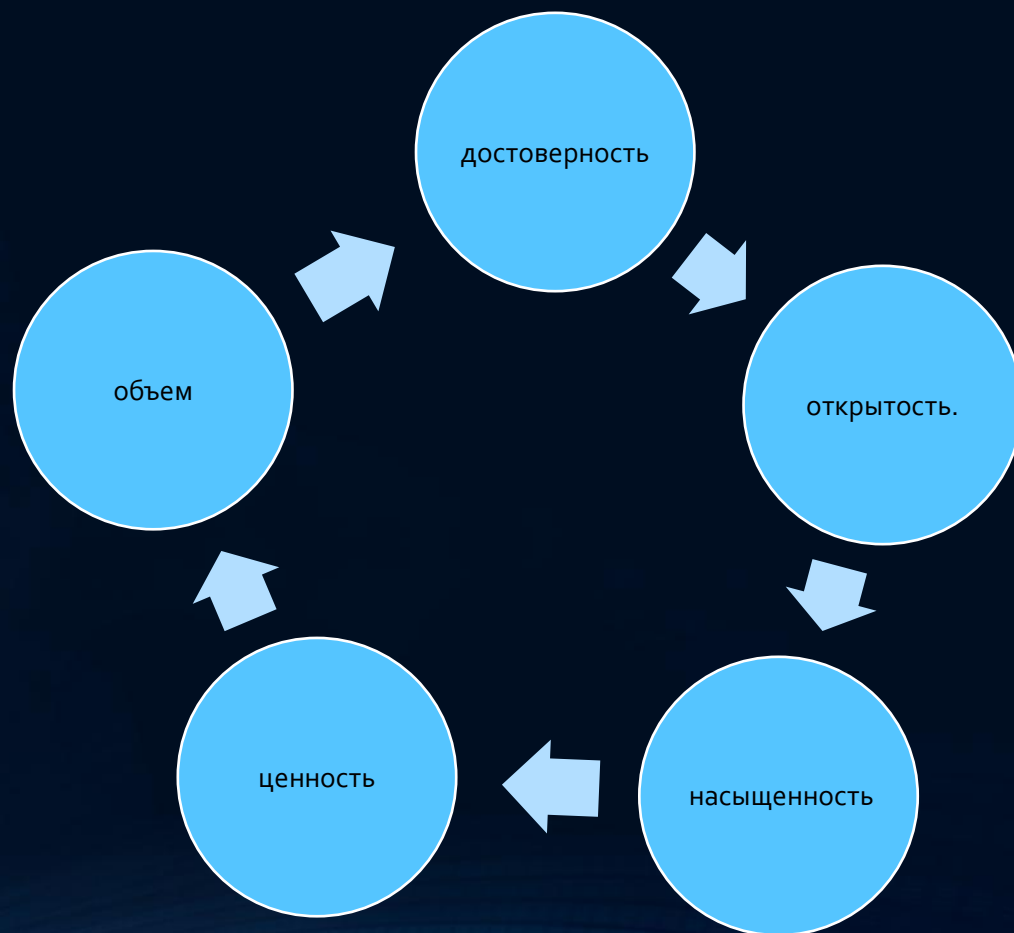 достоверность
открытость.
насыщенность
ценность
объем